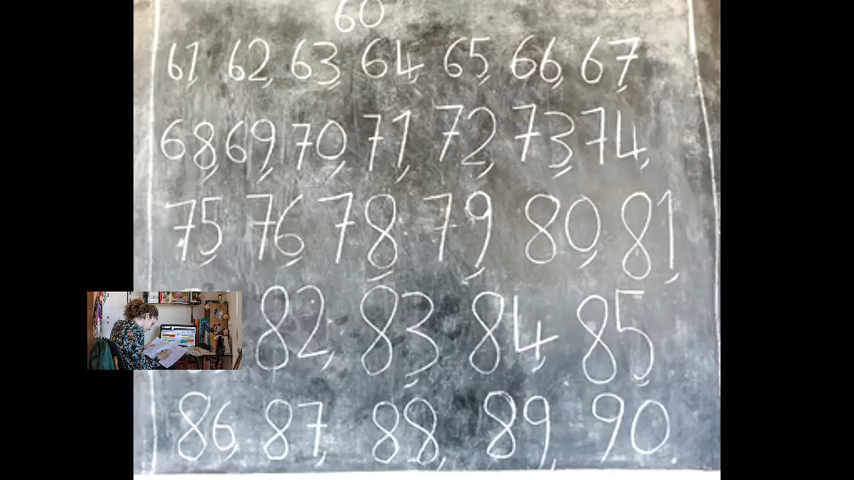 60
61, 62, 63, 64, 65, 66, 67,
68, 69, 70, 71, 72, 73, 74,
75, 76, 78, 79, 80, 81,
82, 83, 84, 85,
86, 87, 88, 89, 90.